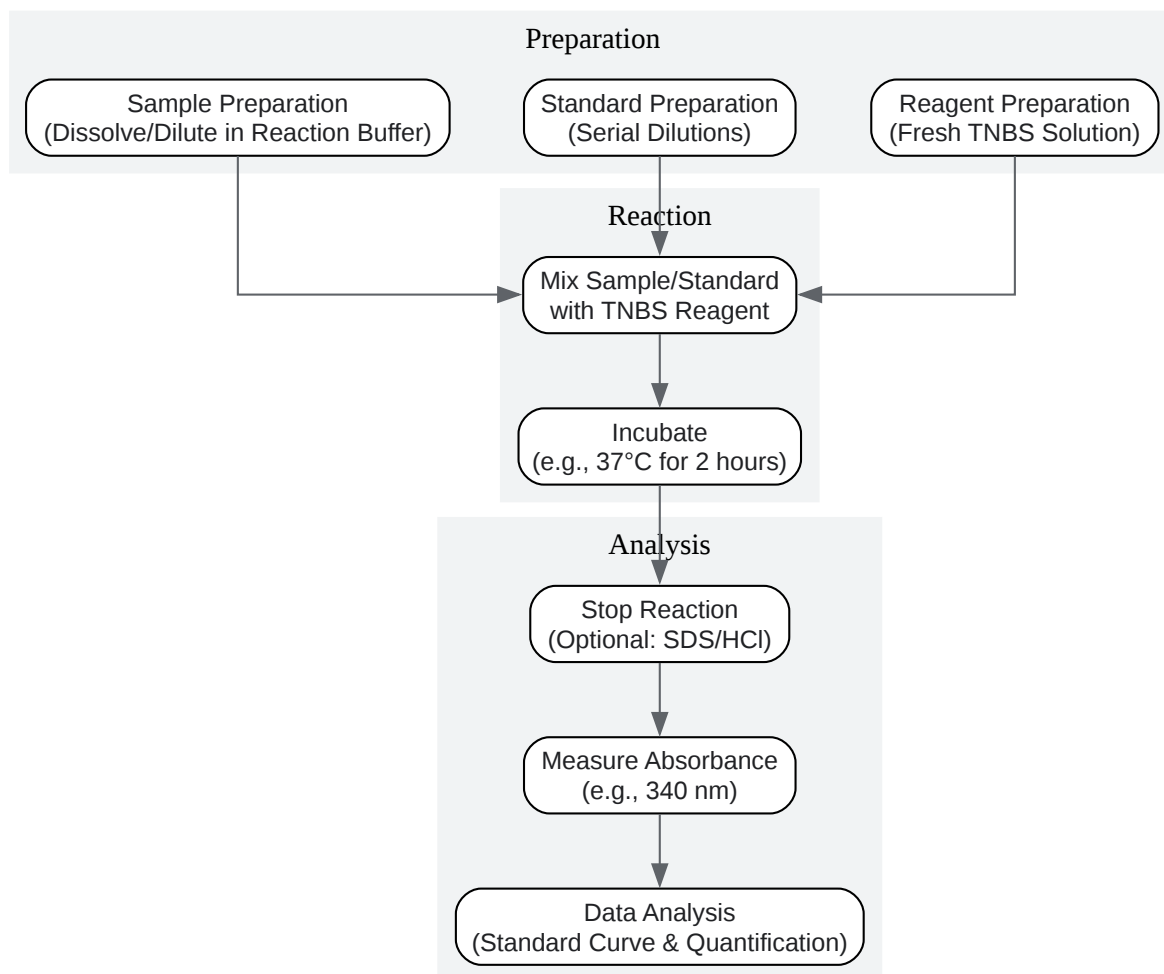 Preparation
Sample Preparation
(Dissolve/Dilute in Reaction Buffer)
Standard Preparation
(Serial Dilutions)
Reagent Preparation
(Fresh TNBS Solution)
Reaction
Mix Sample/Standard
with TNBS Reagent
Incubate
(e.g., 37°C for 2 hours)
Analysis
Stop Reaction
(Optional: SDS/HCl)
Measure Absorbance
(e.g., 340 nm)
Data Analysis
(Standard Curve & Quantification)